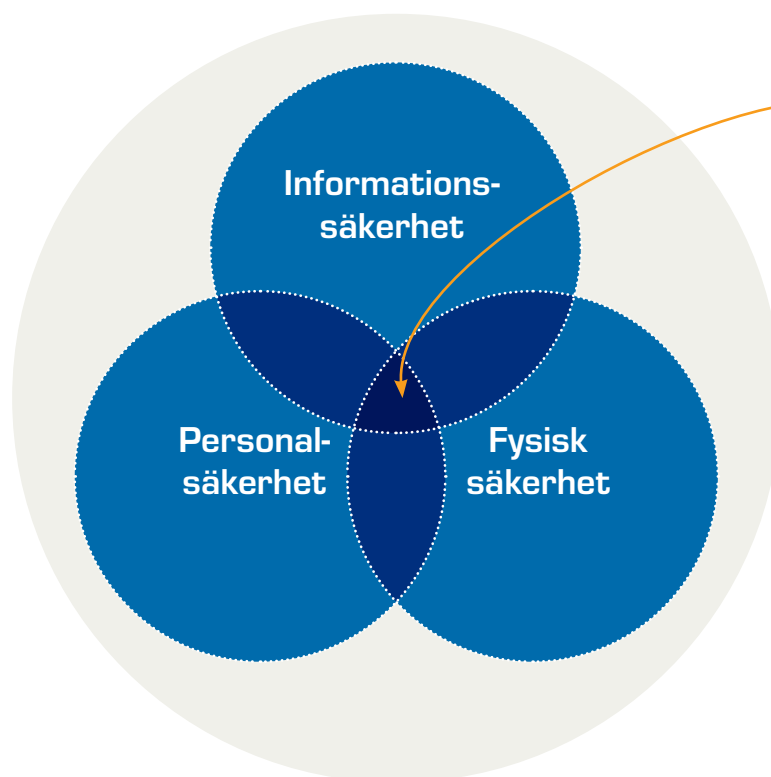 Informations-
säkerhet
Personal-
säkerhet
Fysisk
säkerhet